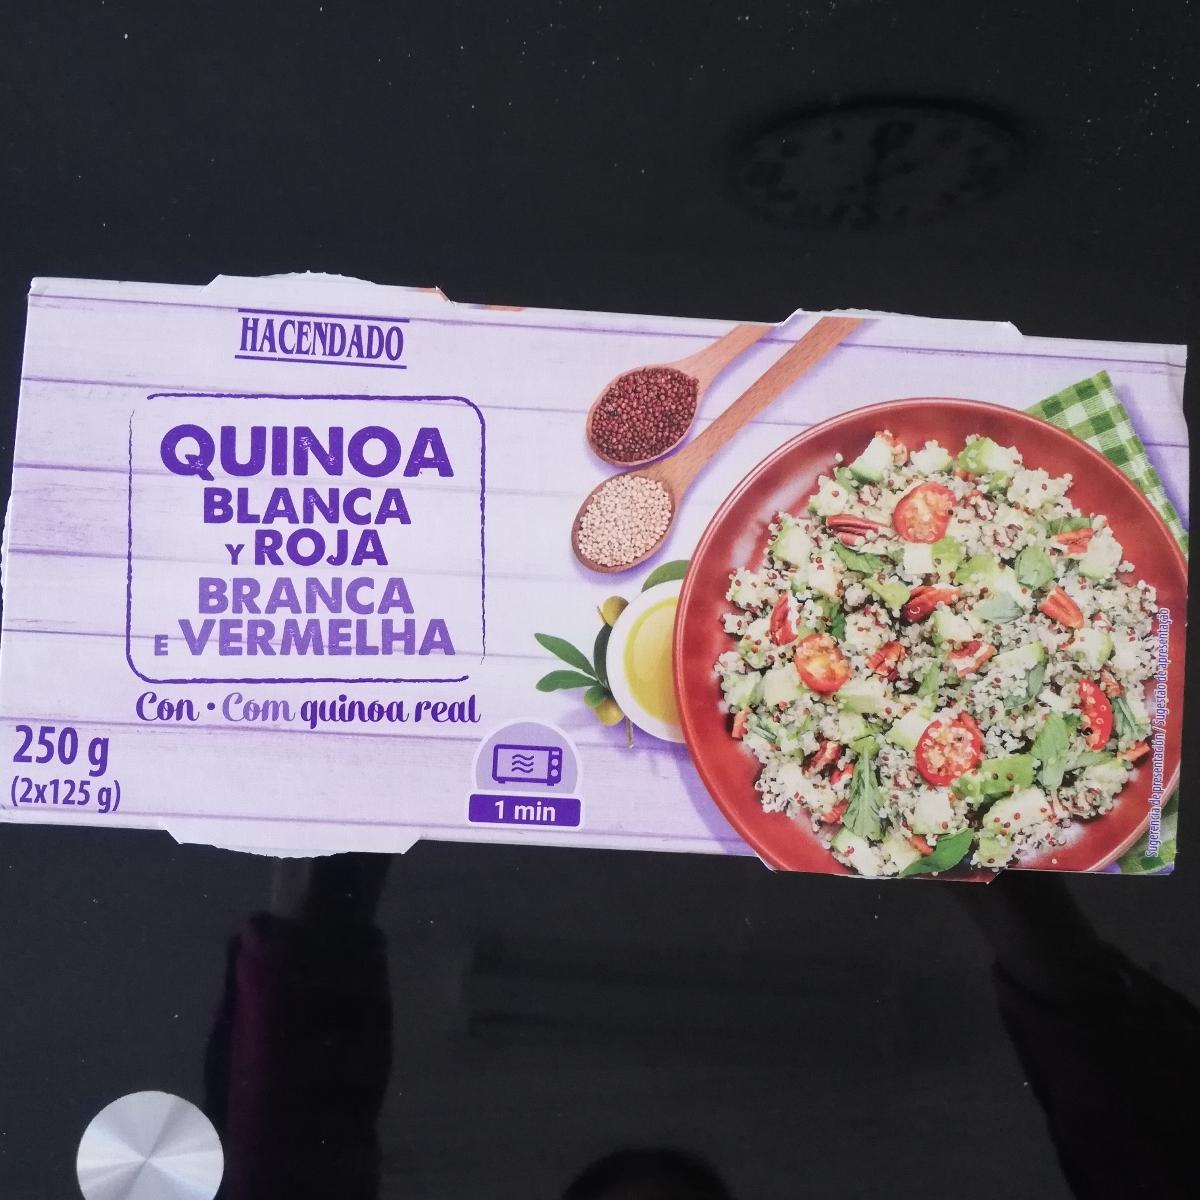 HACENDADO
QUINOA
BLANCA
Y ROJA
BRANCA
E VERMELHA
Con • Com quinoa real
250 g
(2x125 g)
1 min
Sugerencia de presentación / Sugestão de apresentação